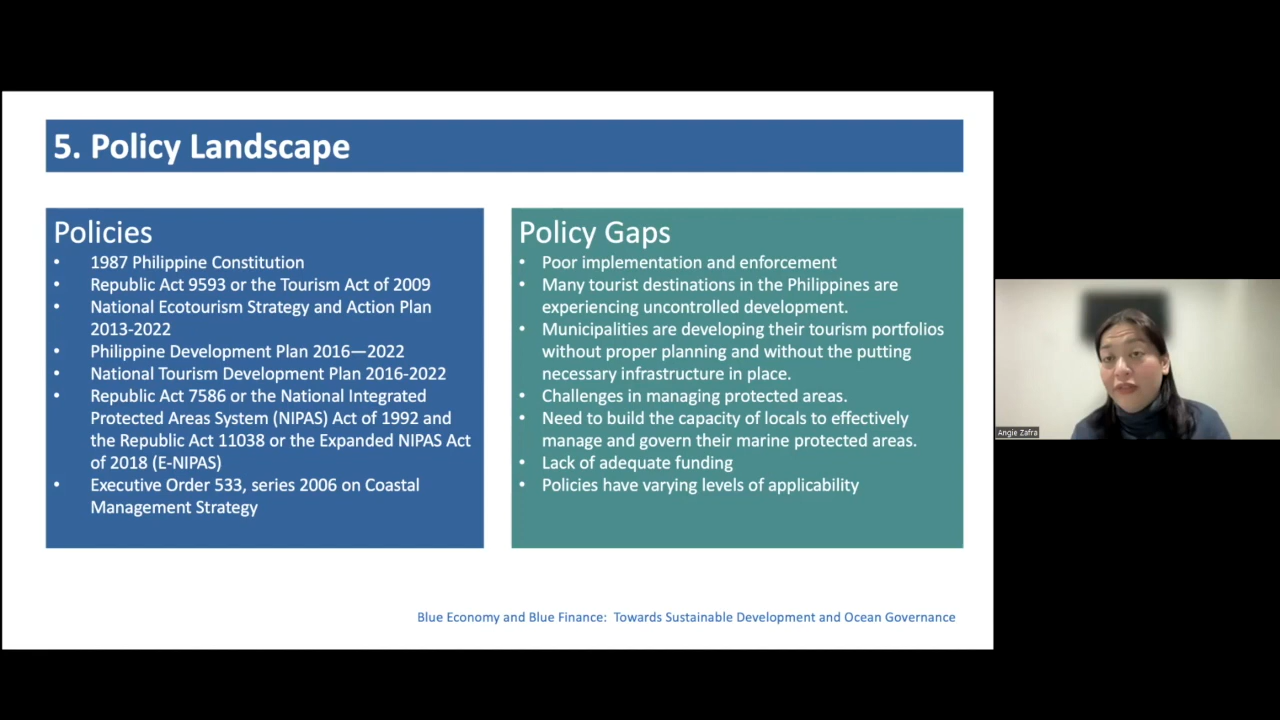 5. Policy Landscape
Policies
• 1987 Philippine Constitution
• Republic Act 9593 or the Tourism Act of 2009
• National Ecotourism Strategy and Action Plan
2013-2022
• Philippine Development Plan 2016—2022
• National Tourism Development Plan 2016-2022
• Republic Act 7586 or the National Integrated
Protected Areas System (NIPAS) Act of 1992 and
the Republic Act 11038 or the Expanded NIPAS Act
of 2018 (E-NIPAS)
• Executive Order 533, series 2006 on Coastal
Management Strategy
Policy Gaps
• Poor implementation and enforcement
• Many tourist destinations in the Philippines are
experiencing uncontrolled development.
• Municipalities are developing their tourism portfolios
without proper planning and without the putting
necessary infrastructure in place.
• Challenges in managing protected areas.
• Need to build the capacity of locals to effectively
manage and govern their marine protected areas.
• Lack of adequate funding
• Policies have varying levels of applicability
Blue Economy and Blue Finance: Towards Sustainable Development and Ocean Governance
Angie Zafra